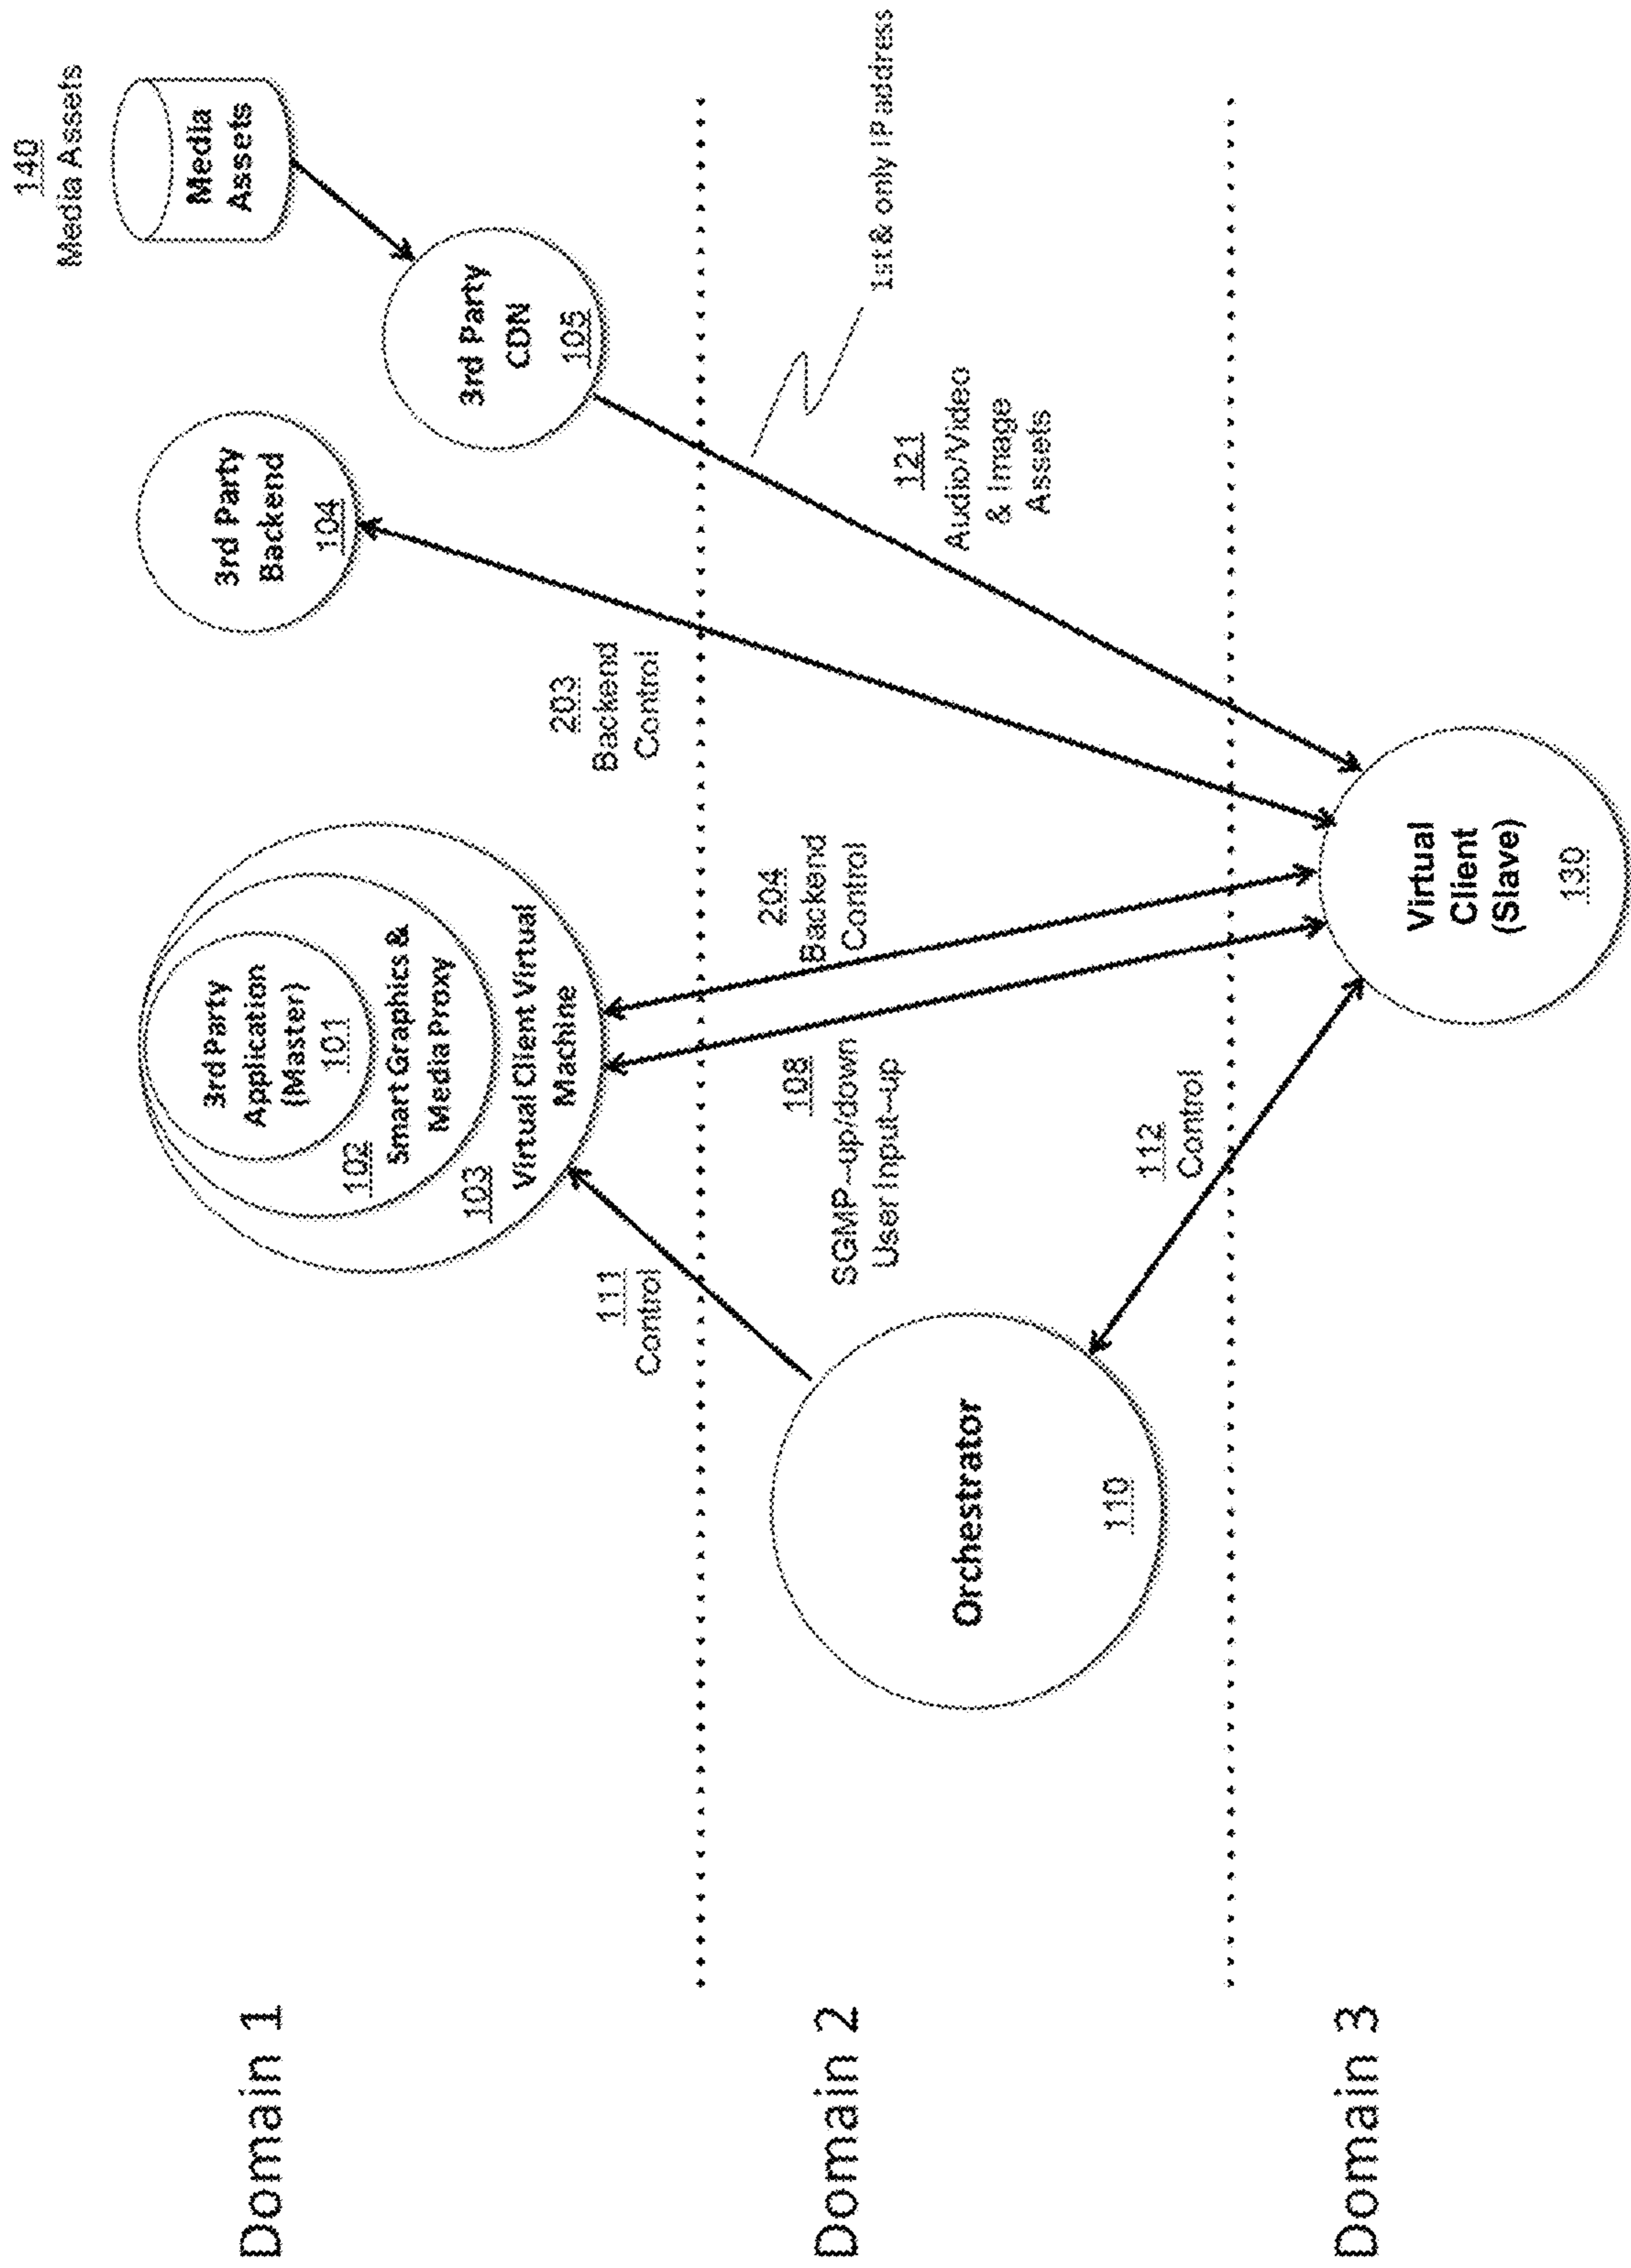 Domain 1
3rd Party
Application
(Master)
101
102
Smart Graphics &
Media Proxy
103
Virtual Client Virtual
Machine
3rd Party
Backend
104
3rd Party
CDN
105
140
Media Assets
Media
Assets
111
Control
203
Backend
Control
Domain 2
Orchestrator
110
108
SGMP--up/down
User Input--up
204
Backend
Control
121
Audio/Video
& Image
Assets
1st & only IP address
112
Control
Domain 3
Virtual
Client
(Slave)
130